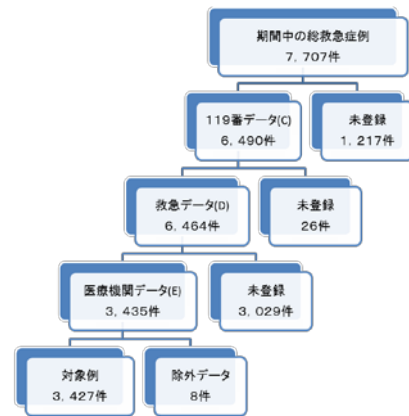 期間中の総救急症例
7,707件
119番データ(C)
6,490件
未登録
1,217件
救急データ(D)
6,464件
未登録
26件
医療機関データ(E)
3,435件
未登録
3,029件
対象例
3,427件
除外データ
8件